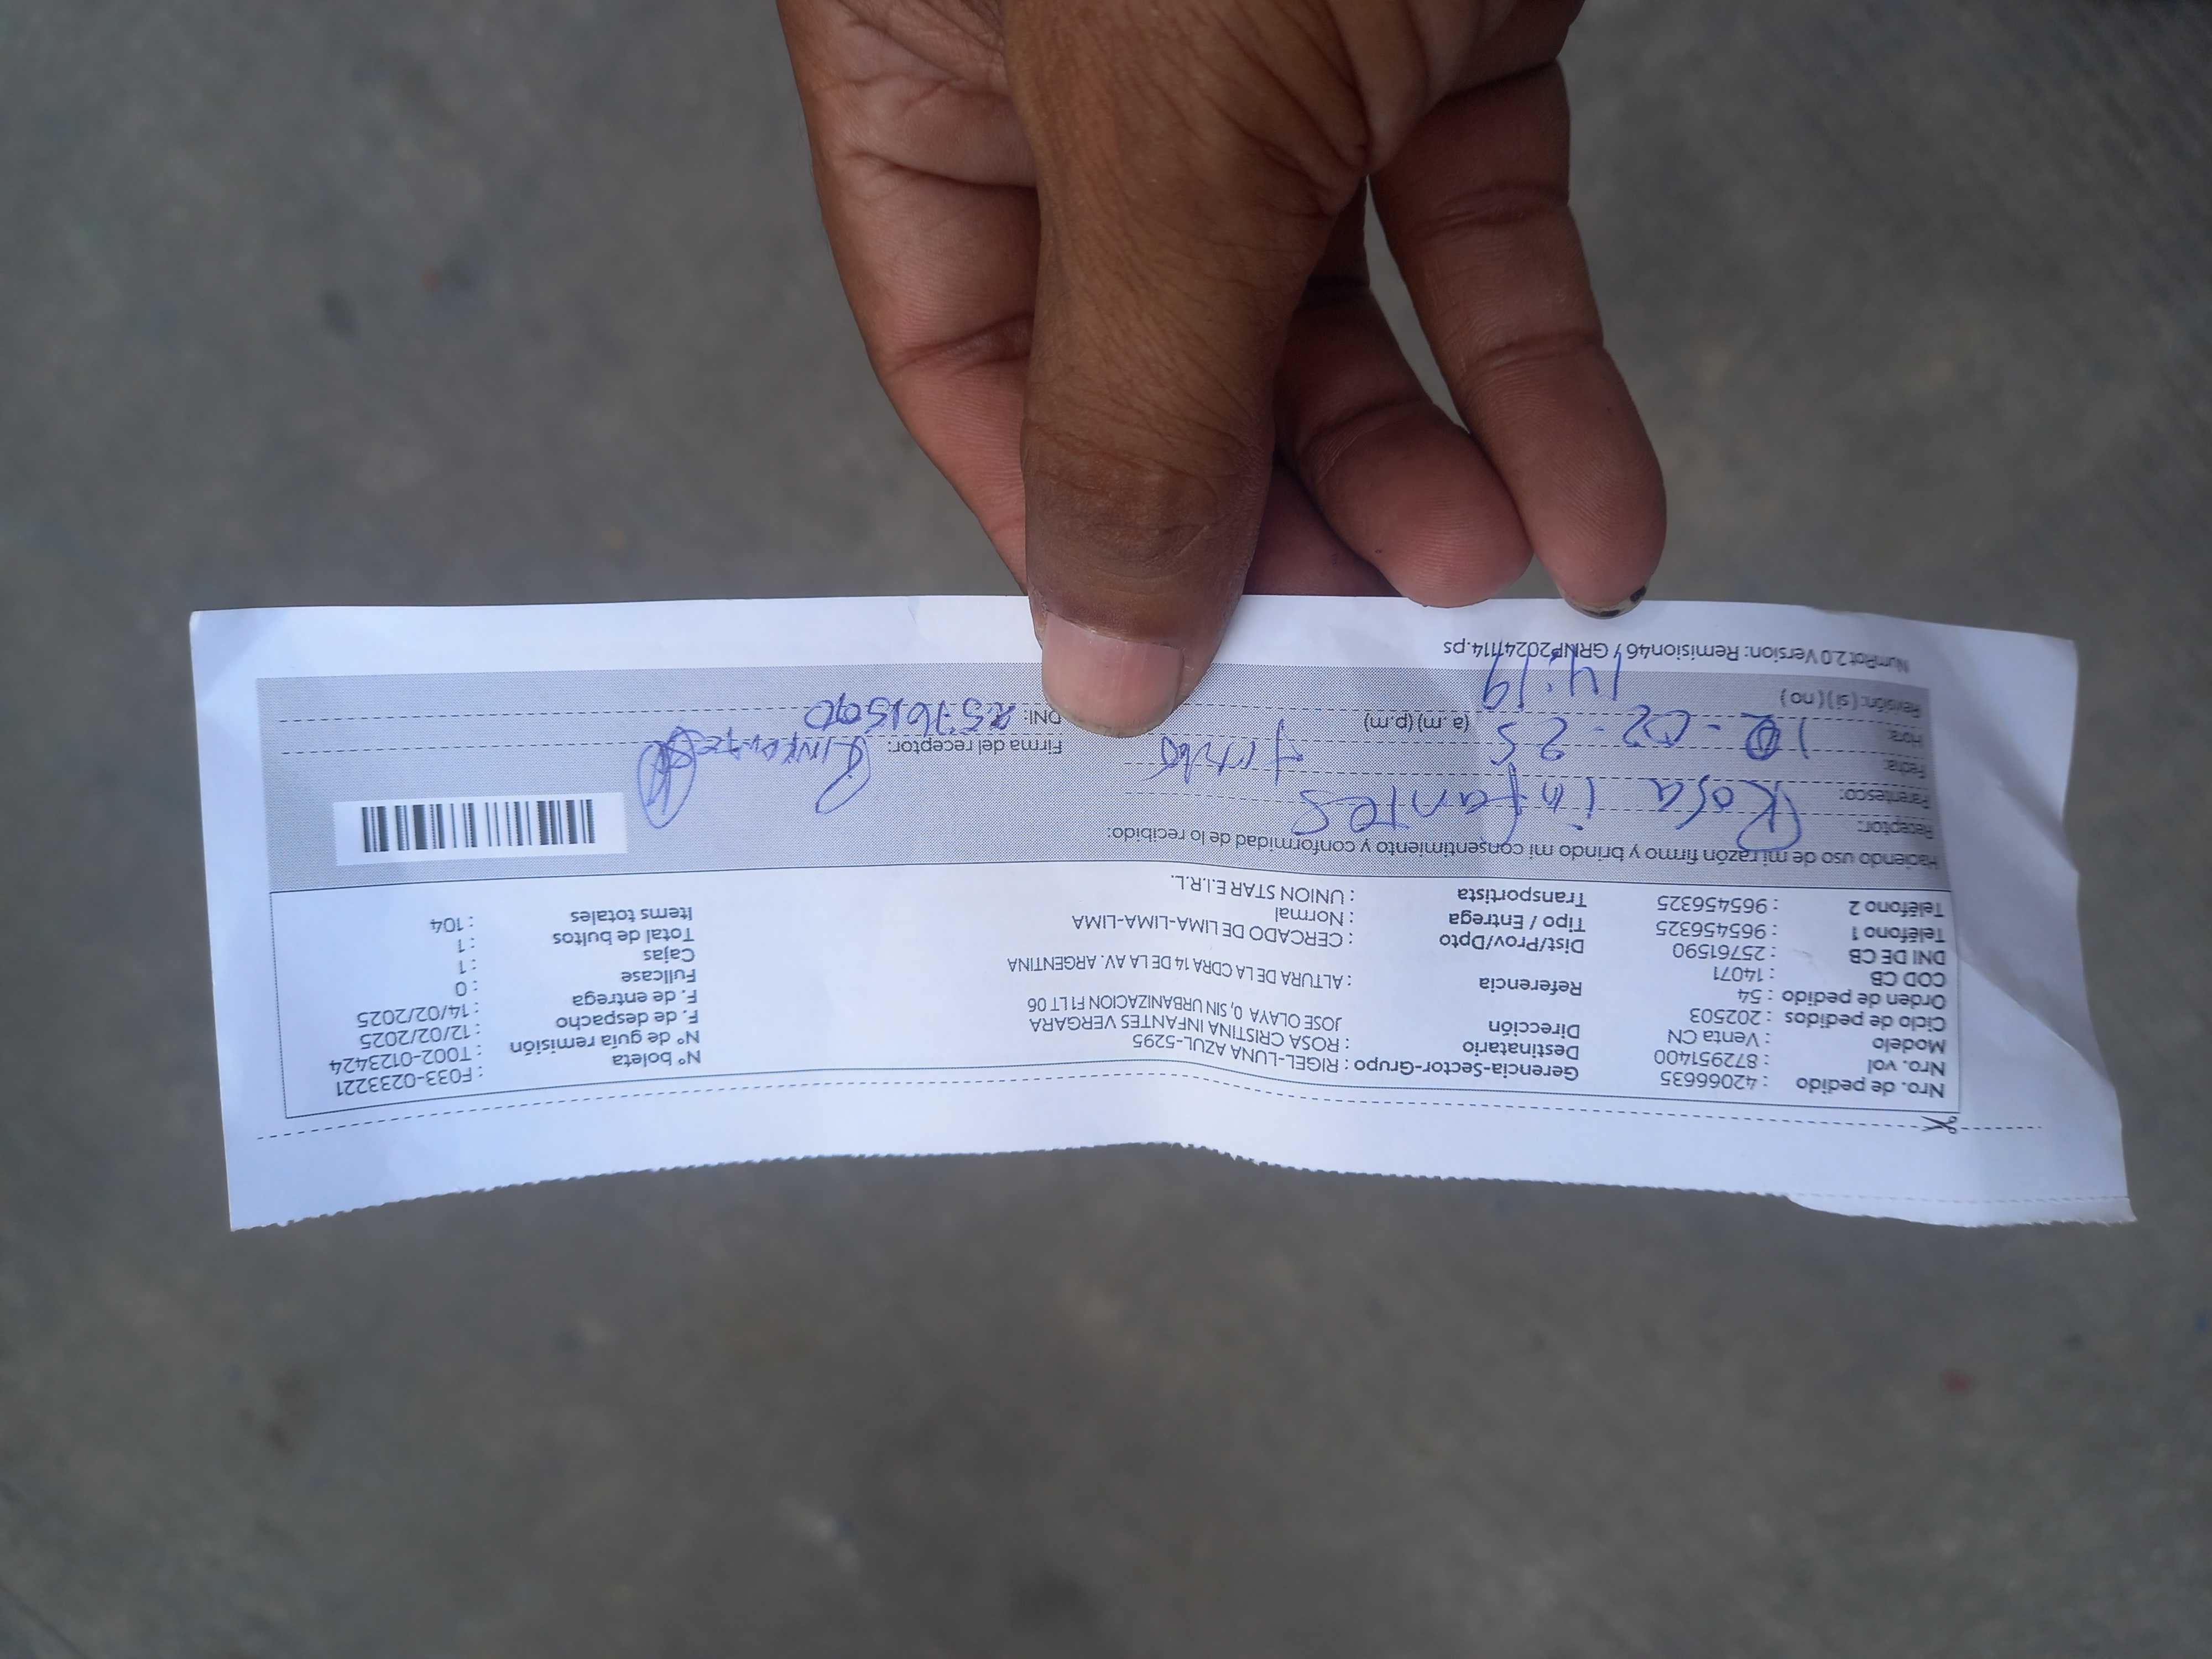 Nro. de pedido : 42066635
Nro. vol : 872951400
Modelo : Venta CN
Ciclo de pedidos : 202503
Orden de pedido : 54
COD CB : 14071
DNI DE CB : 25761590
Teléfono 1 : 965456325
Teléfono 2 : 965456325
Gerencia-Sector-Grupo : RIGEL-LUNA AZUL-5295
Destinatario : ROSA CRISTINA INFANTES VERGARA
Dirección JOSE OLAYA 0, SIN URBANIZACION F1 LT 06
Referencia : ALTURA DE LA CDRA 14 DE LA AV. ARGENTINA
Dist/Prov/Dpto : CERCADO DE LIMA-LIMA-LIMA
Tipo / Entrega : Normal
Transportista : UNION STAR E.I.R.L.
Nº boleta : F033-0233221
Nº de guía remisión : T002-0123424
F. de despacho : 12/02/2025
F. de entrega : 14/02/2025
Fullcase : 0
Cajas : 1
Total de bultos : 1
Items totales : 104
Haciendo uso de mi razón firmo y brindo mi consentimiento y conformidad de lo recibido:
Receptor: Rosa infantes
Parentesco:
Fecha: 12-02-25
Hora: 14:19 (a.m) (p.m)
Revisión: ( si ) ( no )
Firma del receptor:
DNI: 25761590
NumRot 2.0 Version: Remision46 / GRNP20241114.ps